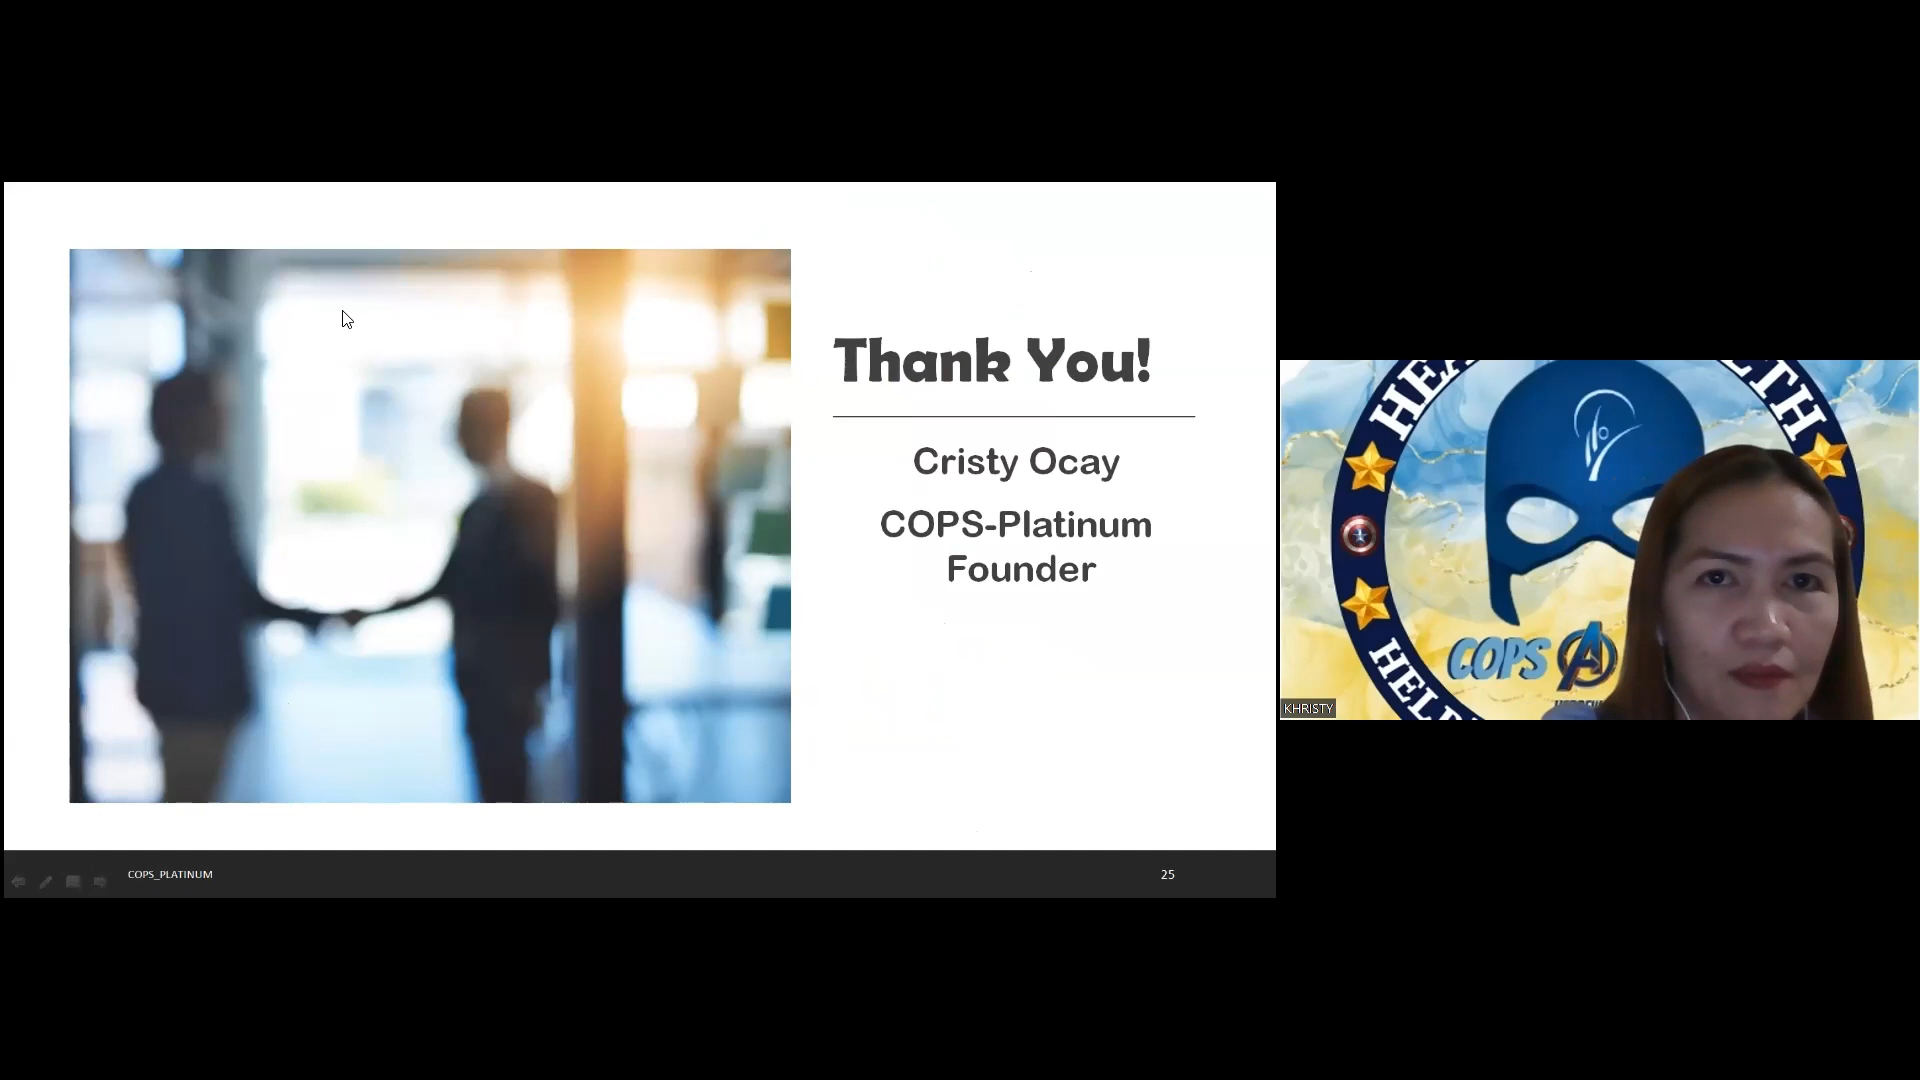 Thank You!
Cristy Ocay
COPS-Platinum
Founder
COPS_PLATINUM
25
COPS
KHRISTY